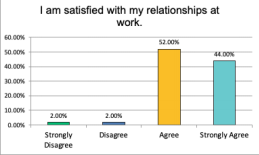 I am satisfied with my relationships at
work.
60.00%
50.00%
40.00%
30.00%
20.00%
10.00%
0.00%
2.00%
2.00%
52.00%
44.00%
Strongly
Disagree
Disagree
Agree
Strongly Agree